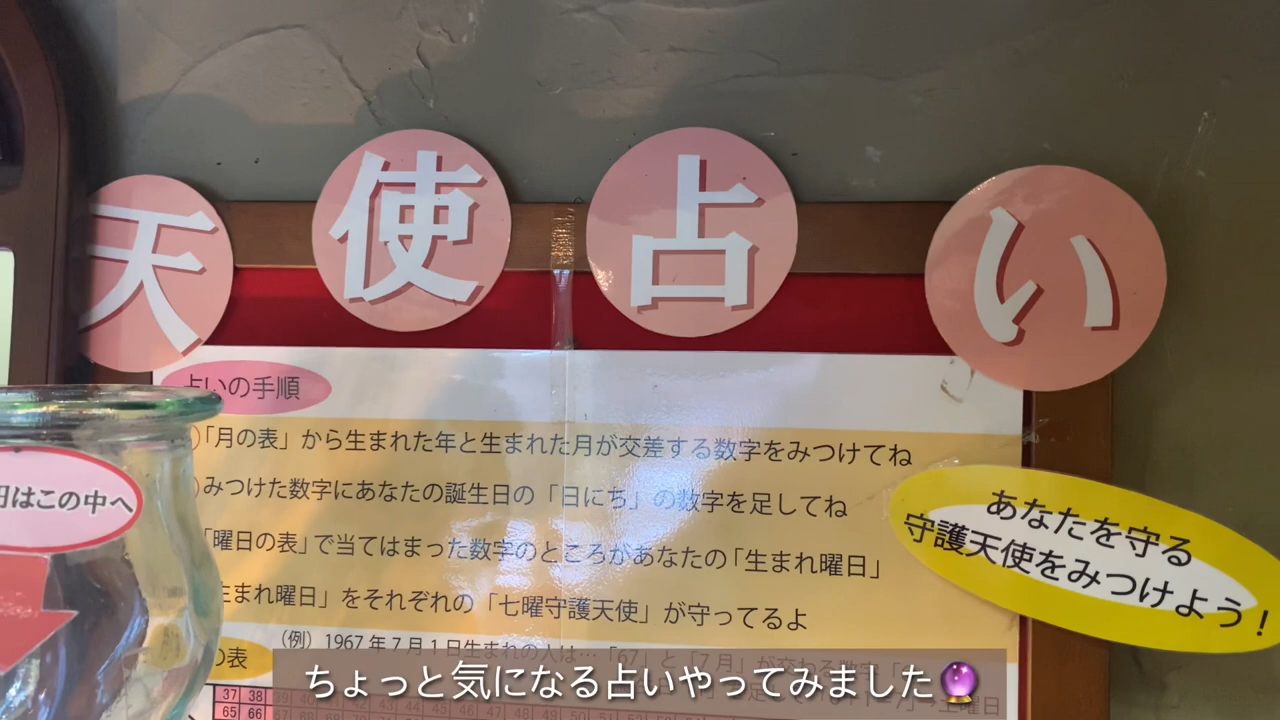 天使占い
占いの手順
「月の表」から生まれた年と生まれた月が交差する数字をみつけてね
みつけた数字にあなたの誕生日の「日にち」の数字を足してね
「曜日の表」で当てはまった数字のところがあなたの「生まれ曜日」
生まれ曜日」をそれぞれの「七曜守護天使」が守ってるよ
あなたを守る
守護天使をみつけよう!
はこの中へ
(例) 1967年7月1日生まれの人は…「67」と「7月」が交わる数字
の表
37 38
65 66
ちょっと気になる占いやってみました🔮